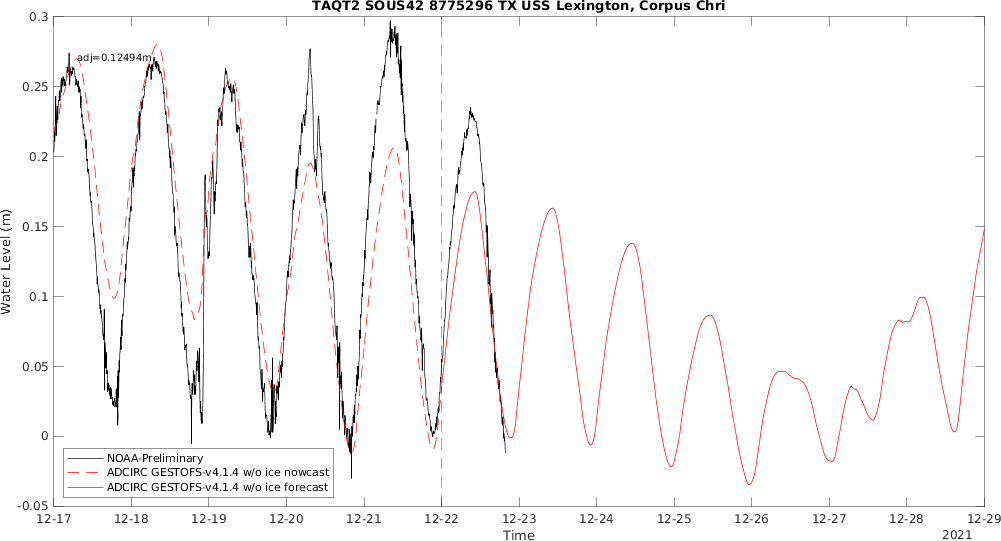 TAQT2 SOUS42 8775296 TX USS Lexington, Corpus Chri
0.3
0.25
0.2
0.15
0.1
0.05
0
-0.05
Water Level (m)
adj=0.12494m
NOAA-Preliminary
ADCIRC GESTOFS-v4.1.4 w/o ice nowcast
ADCIRC GESTOFS-v4.1.4 w/o ice forecast
12-17 12-18 12-19 12-20 12-21 12-22 12-23 12-24 12-25 12-26 12-27 12-28 12-29
Time
2021